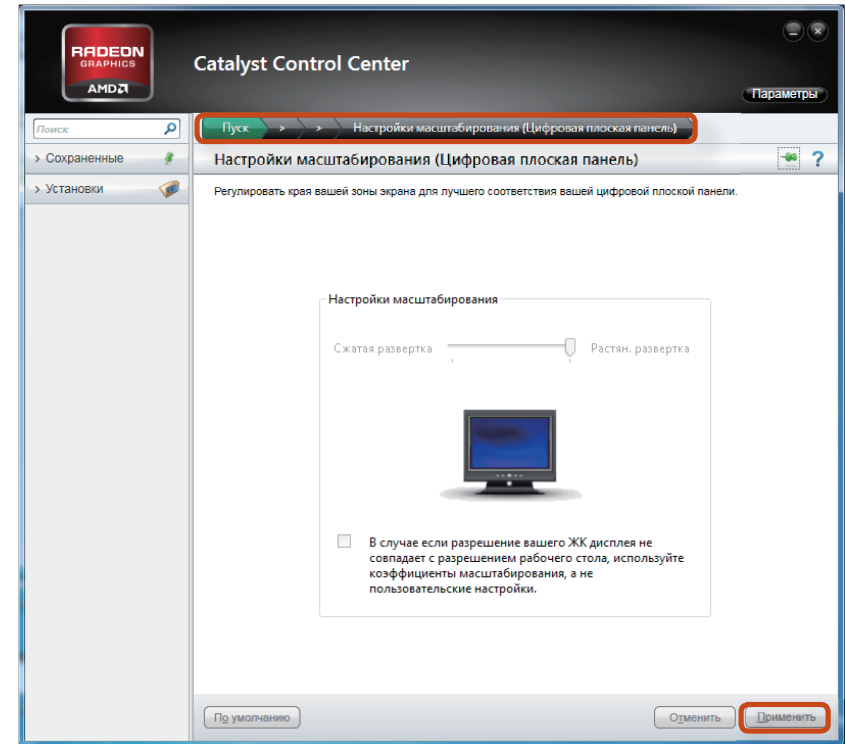 RADEON
GRAPHICS
AMD
Catalyst Control Center
Параметры
Поиск
Пуск > > Настройки масштабирования (Цифровая плоская панель)
> Сохраненные
Настройки масштабирования (Цифровая плоская панель)
?
> Установки
Регулировать края вашей зоны экрана для лучшего соответствия вашей цифровой плоской панели.
Настройки масштабирования
Сжатая развертка
Растян. развертка
В случае если разрешение вашего ЖК дисплея не
совпадает с разрешением рабочего стола, используйте
коэффициенты масштабирования, а не
пользовательские настройки.
По умолчанию
Отменить
Применить